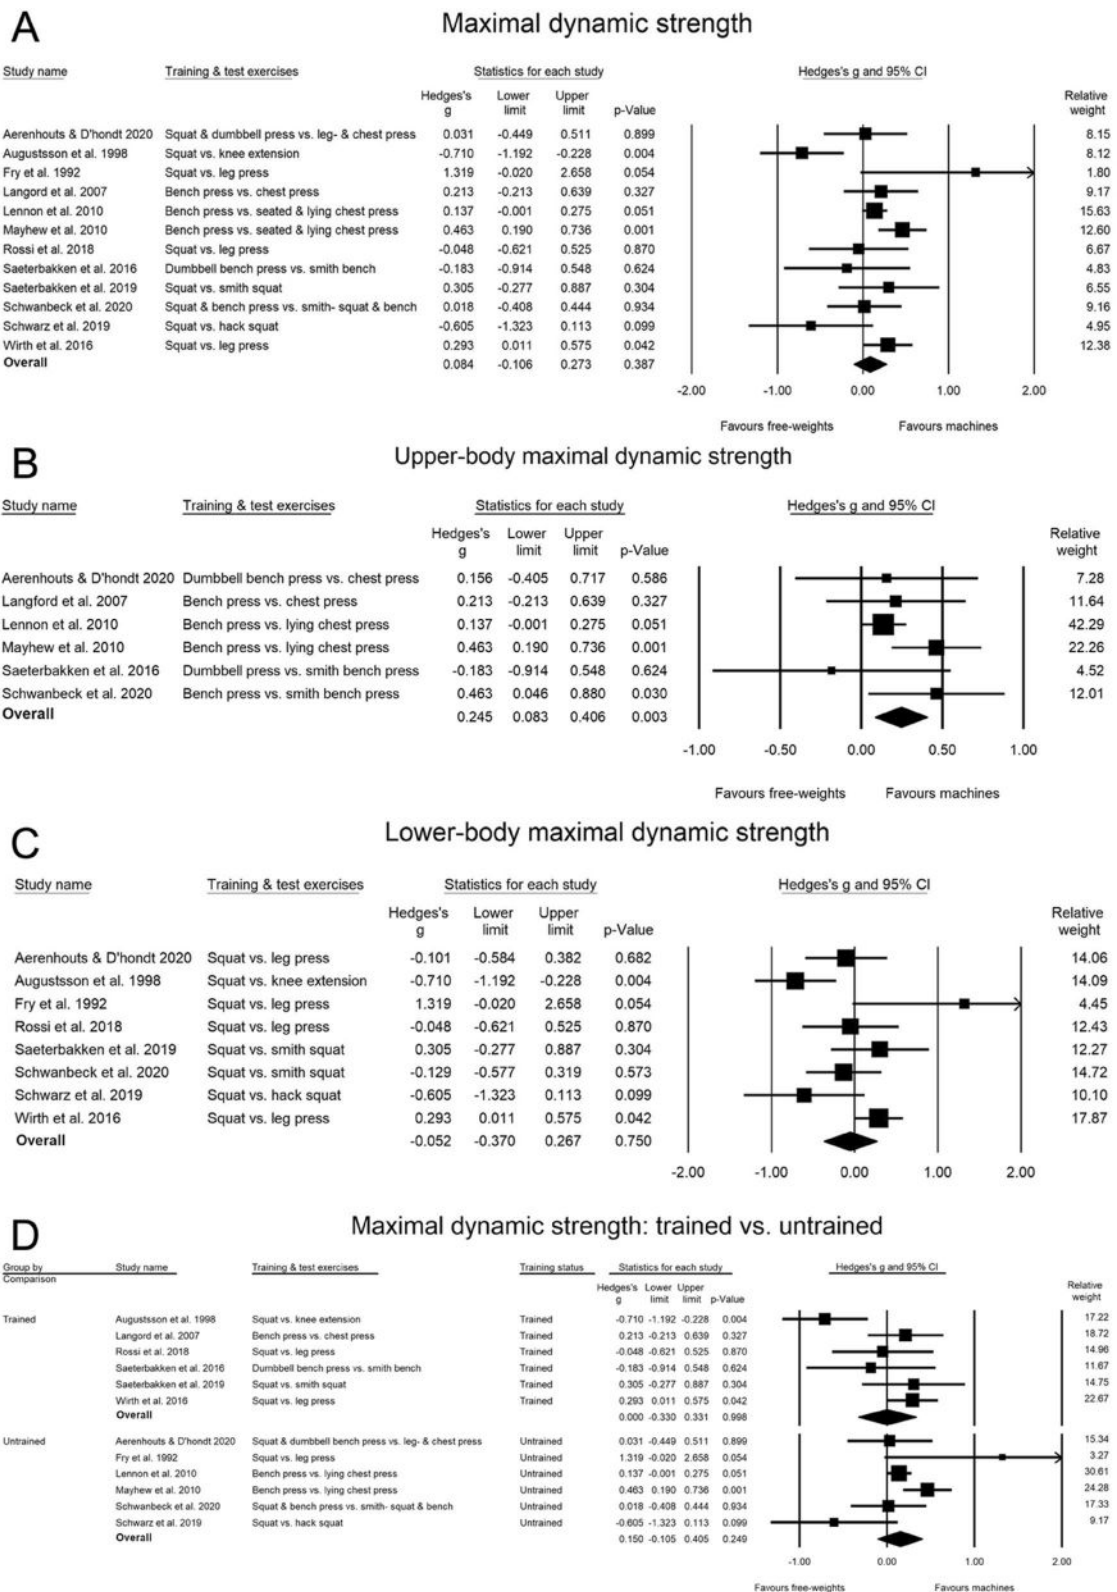 A
Maximal dynamic strength
Study name Training & test exercises Statistics for each study Hedges's g and 95% CI
Hedges's g Lower limit Upper limit p-Value Relative weight
Aerenhouts & D'hondt 2020 Squat & dumbbell press vs. leg- & chest press 0.031 -0.449 0.511 0.899 8.15
Augustsson et al. 1998 Squat vs. knee extension -0.710 -1.192 -0.228 0.004 8.12
Fry et al. 1992 Squat vs. leg press 1.319 -0.020 2.658 0.054 1.80
Langord et al. 2007 Bench press vs. chest press 0.213 -0.213 0.639 0.327 9.17
Lennon et al. 2010 Bench press vs. seated & lying chest press 0.137 -0.001 0.275 0.051 15.63
Mayhew et al. 2010 Bench press vs. seated & lying chest press 0.463 0.190 0.736 0.001 12.60
Rossi et al. 2018 Squat vs. leg press -0.048 -0.621 0.525 0.870 6.67
Saeterbakken et al. 2016 Dumbbell bench press vs. smith bench -0.183 -0.914 0.548 0.624 4.83
Saeterbakken et al. 2019 Squat vs. smith squat 0.305 -0.277 0.887 0.304 6.55
Schwanbeck et al. 2020 Squat & bench press vs. smith- squat & bench 0.018 -0.408 0.444 0.934 9.16
Schwarz et al. 2019 Squat vs. hack squat -0.605 -1.323 0.113 0.099 4.95
Wirth et al. 2016 Squat vs. leg press 0.293 0.011 0.575 0.042 12.38
Overall 0.084 -0.106 0.273 0.387
-2.00 -1.00 0.00 1.00 2.00
Favours free-weights Favours machines
B
Upper-body maximal dynamic strength
Study name Training & test exercises Statistics for each study Hedges's g and 95% CI
Hedges's g Lower limit Upper limit p-Value Relative weight
Aerenhouts & D'hondt 2020 Dumbbell bench press vs. chest press 0.156 -0.405 0.717 0.586 7.28
Langford et al. 2007 Bench press vs. chest press 0.213 -0.213 0.639 0.327 11.64
Lennon et al. 2010 Bench press vs. lying chest press 0.137 -0.001 0.275 0.051 42.29
Mayhew et al. 2010 Bench press vs. lying chest press 0.463 0.190 0.736 0.001 22.26
Saeterbakken et al. 2016 Dumbbell press vs. smith bench press -0.183 -0.914 0.548 0.624 4.52
Schwanbeck et al. 2020 Bench press vs. smith bench press 0.463 0.046 0.880 0.030 12.01
Overall 0.245 0.083 0.406 0.003
-1.00 -0.50 0.00 0.50 1.00
Favours free-weights Favours machines
C
Lower-body maximal dynamic strength
Study name Training & test exercises Statistics for each study Hedges's g and 95% CI
Hedges's g Lower limit Upper limit p-Value Relative weight
Aerenhouts & D'hondt 2020 Squat vs. leg press -0.101 -0.584 0.382 0.682 14.06
Augustsson et al. 1998 Squat vs. knee extension -0.710 -1.192 -0.228 0.004 14.09
Fry et al. 1992 Squat vs. leg press 1.319 -0.020 2.658 0.054 4.45
Rossi et al. 2018 Squat vs. leg press -0.048 -0.621 0.525 0.870 12.43
Saeterbakken et al. 2019 Squat vs. smith squat 0.305 -0.277 0.887 0.304 12.27
Schwanbeck et al. 2020 Squat vs. smith squat -0.129 -0.577 0.319 0.573 14.72
Schwarz et al. 2019 Squat vs. hack squat -0.605 -1.323 0.113 0.099 10.10
Wirth et al. 2016 Squat vs. leg press 0.293 0.011 0.575 0.042 17.87
Overall -0.052 -0.370 0.267 0.750
-2.00 -1.00 0.00 1.00 2.00
D
Maximal dynamic strength: trained vs. untrained
Group by Comparison Study name Training & test exercises Training status Statistics for each study Hedges's g and 95% CI
Hedges's g Lower limit Upper limit p-Value Relative weight
Trained Augustsson et al. 1998 Squat vs. knee extension Trained -0.710 -1.192 -0.228 0.004 17.22
Langord et al. 2007 Bench press vs. chest press Trained 0.213 -0.213 0.639 0.327 18.72
Rossi et al. 2018 Squat vs. leg press Trained -0.048 -0.621 0.525 0.870 14.96
Saeterbakken et al. 2016 Dumbbell bench press vs. smith bench Trained -0.183 -0.914 0.548 0.624 11.67
Saeterbakken et al. 2019 Squat vs. smith squat Trained 0.305 -0.277 0.887 0.304 14.75
Wirth et al. 2016 Squat vs. leg press Trained 0.293 0.011 0.575 0.042 22.67
Overall 0.000 -0.330 0.331 0.998
Untrained Aerenhouts & D'hondt 2020 Squat & dumbbell bench press vs. leg- & chest press Untrained 0.031 -0.449 0.511 0.899 15.34
Fry et al. 1992 Squat vs. leg press Untrained 1.319 -0.020 2.658 0.054 3.27
Lennon et al. 2010 Bench press vs. lying chest press Untrained 0.137 -0.001 0.275 0.051 30.61
Mayhew et al. 2010 Bench press vs. lying chest press Untrained 0.463 0.190 0.736 0.001 24.28
Schwanbeck et al. 2020 Squat & bench press vs. smith- squat & bench Untrained 0.018 -0.408 0.444 0.934 17.33
Schwarz et al. 2019 Squat vs. hack squat Untrained -0.605 -1.323 0.113 0.099 9.17
Overall 0.150 -0.105 0.405 0.249
-1.00 0.00 1.00 2.00
Favours free-weights Favours machines